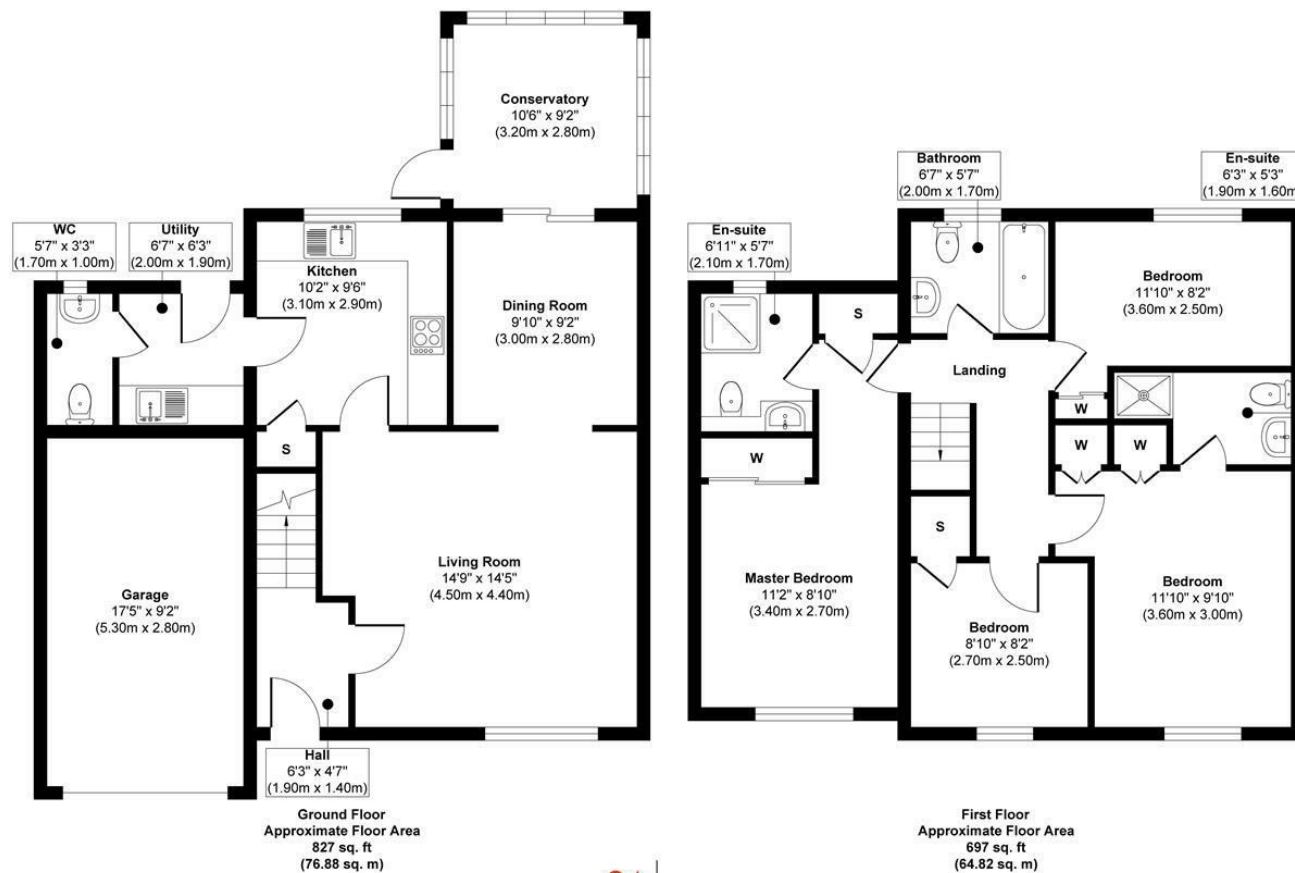 Conservatory
10'6" x 9'2"
(3.20m x 2.80m)
WC
5'7" x 3'3"
(1.70m x 1.00m)
Utility
6'7" x 6'3"
(2.00m x 1.90m)
Kitchen
10'2" x 9'6"
(3.10m x 2.90m)
Dining Room
9'10" x 9'2"
(3.00m x 2.80m)
S
Living Room
14'9" x 14'5"
(4.50m x 4.40m)
Garage
17'5" x 9'2"
(5.30m x 2.80m)
Hall
6'3" x 4'7"
(1.90m x 1.40m)
Ground Floor
Approximate Floor Area
827 sq. ft
(76.88 sq. m)
Bathroom
6'7" x 5'7"
(2.00m x 1.70m)
En-suite
6'3" x 5'3"
(1.90m x 1.60m)
En-suite
6'11" x 5'7"
(2.10m x 1.70m)
Bedroom
11'10" x 8'2"
(3.60m x 2.50m)
S
Landing
W
W
W
W
S
Master Bedroom
11'2" x 8'10"
(3.40m x 2.70m)
Bedroom
11'10" x 9'10"
(3.60m x 3.00m)
Bedroom
8'10" x 8'2"
(2.70m x 2.50m)
First Floor
Approximate Floor Area
697 sq. ft
(64.82 sq. m)